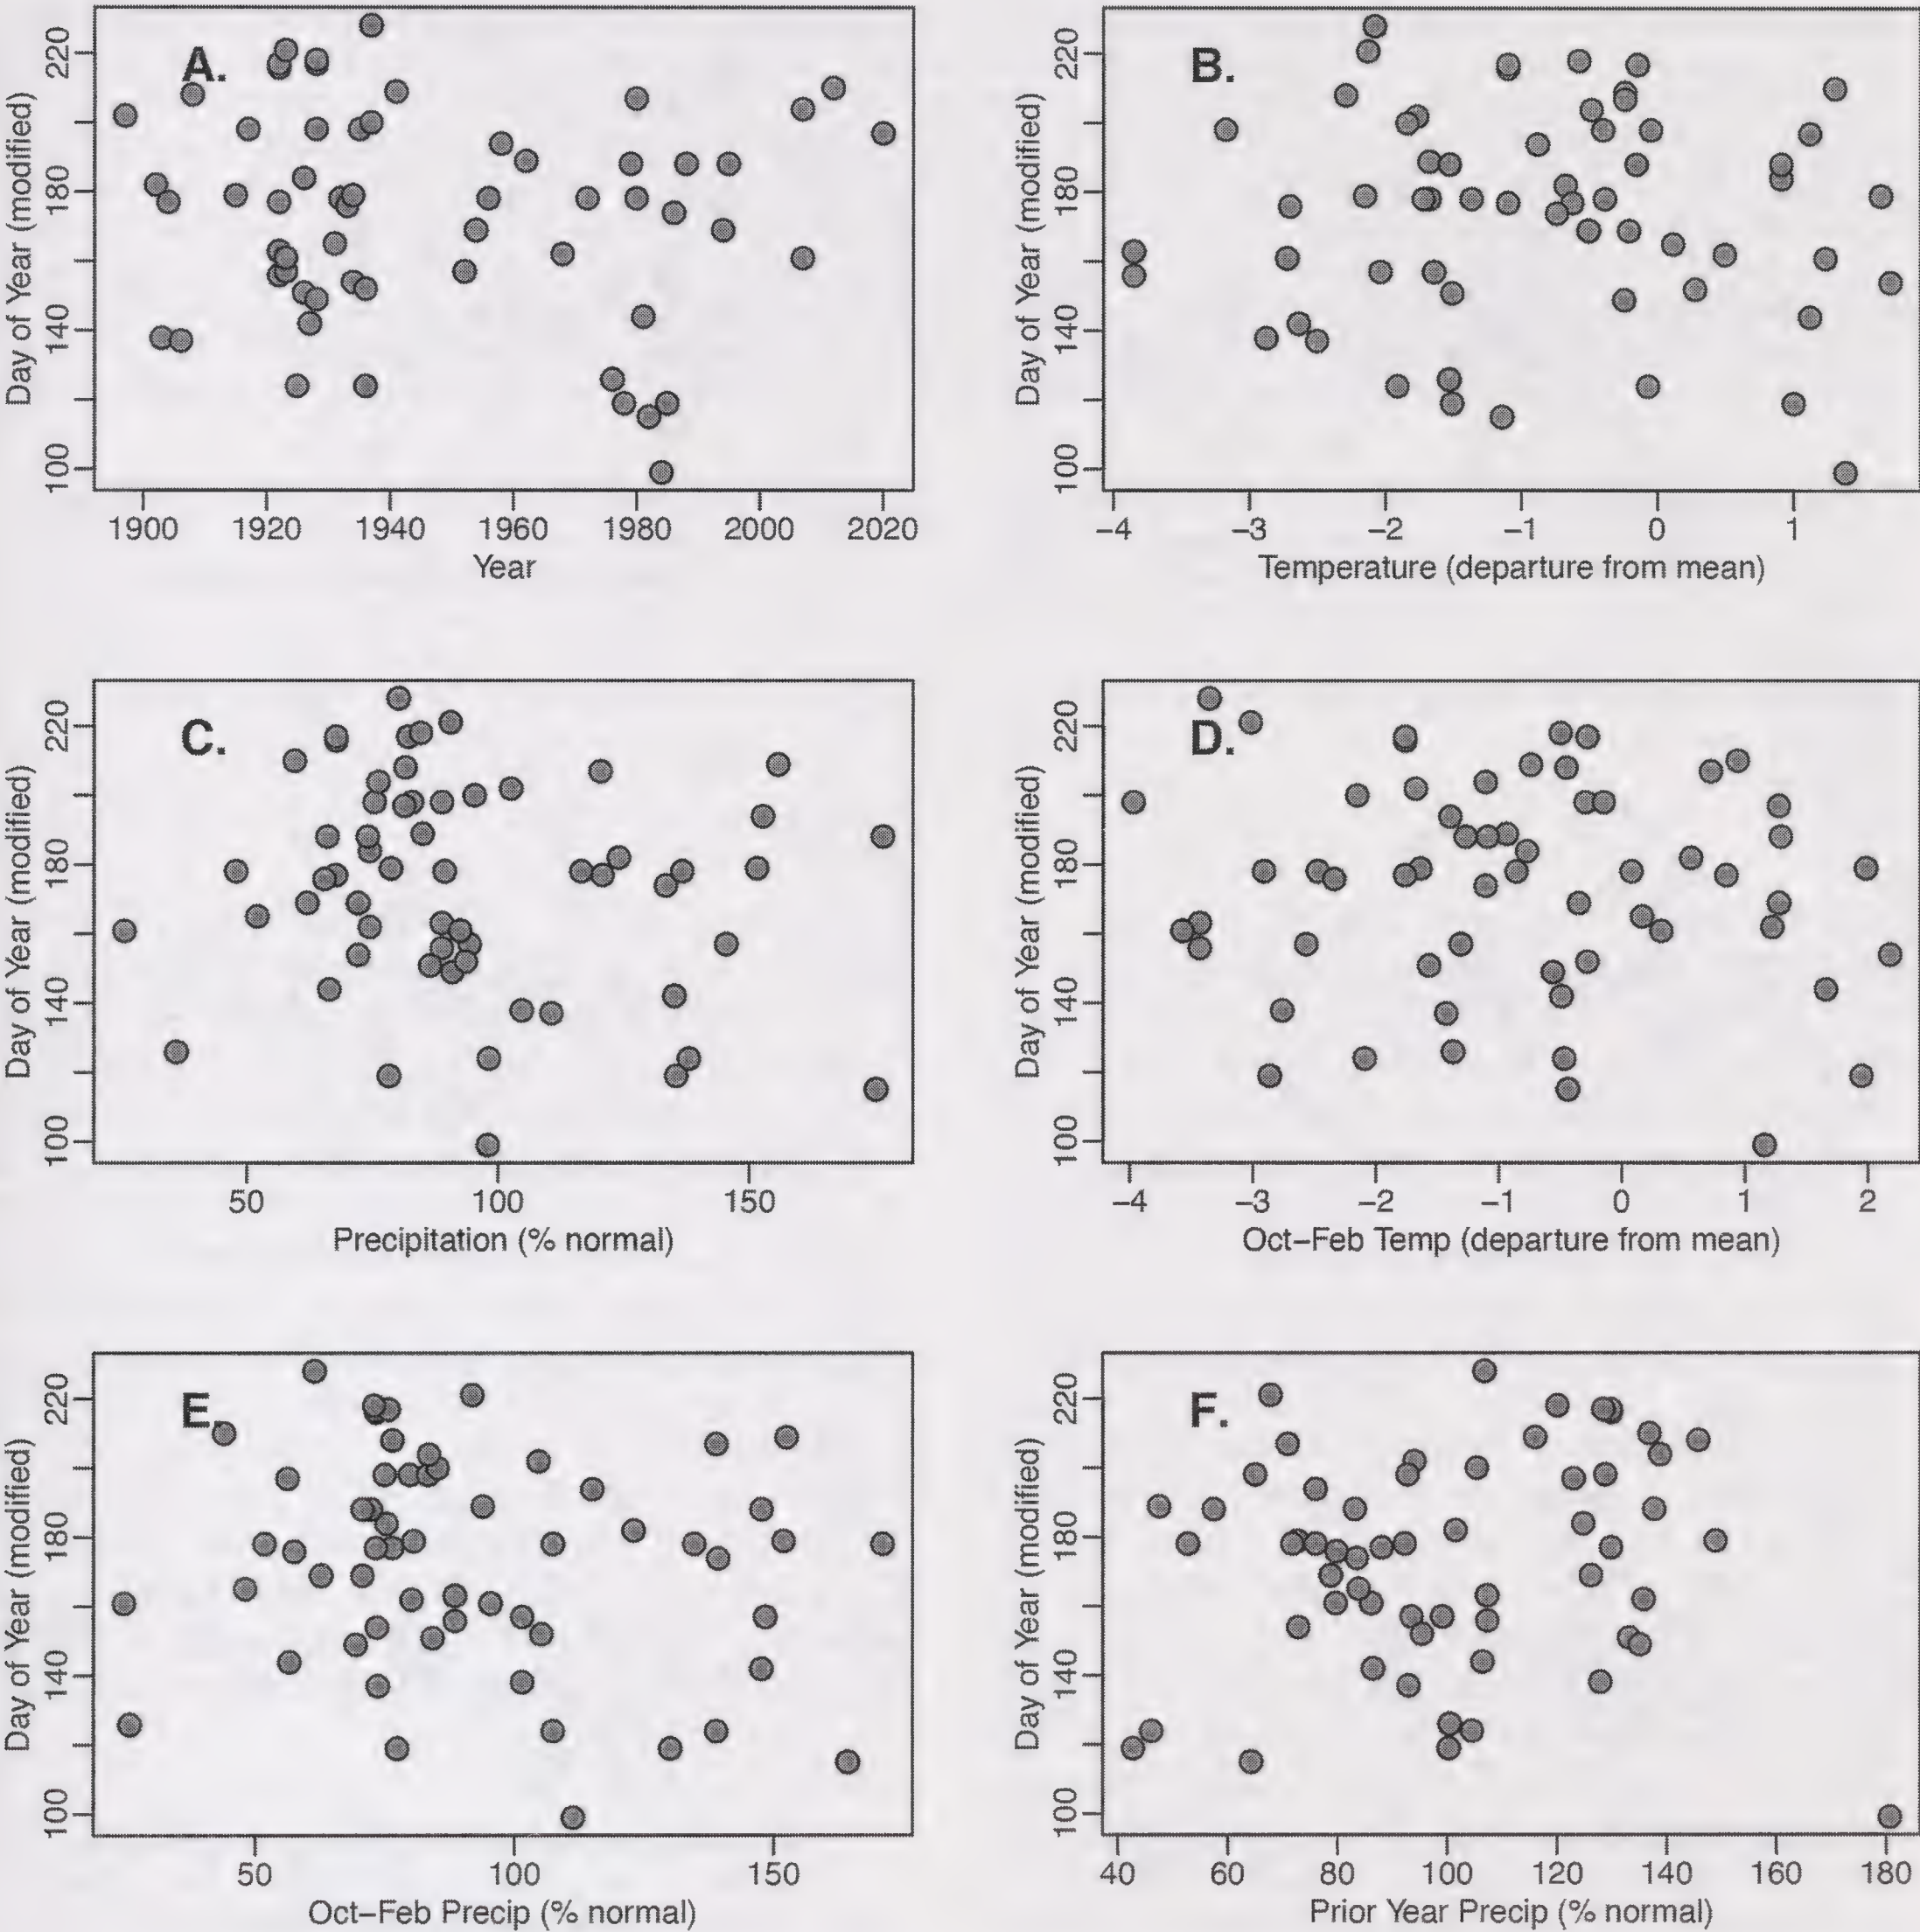 A.
Day of Year (modified)
100 140 180 220
1900 1920 1940 1960 1980 2000 2020
Year
B.
Day of Year (modified)
100 140 180 220
−4 −3 −2 −1 0 1
Temperature (departure from mean)
C.
Day of Year (modified)
100 140 180 220
50 100 150
Precipitation (% normal)
D.
Day of Year (modified)
100 140 180 220
−4 −3 −2 −1 0 1 2
Oct−Feb Temp (departure from mean)
E.
Day of Year (modified)
100 140 180 220
50 100 150
Oct−Feb Precip (% normal)
F.
Day of Year (modified)
100 140 180 220
40 60 80 100 120 140 160 180
Prior Year Precip (% normal)